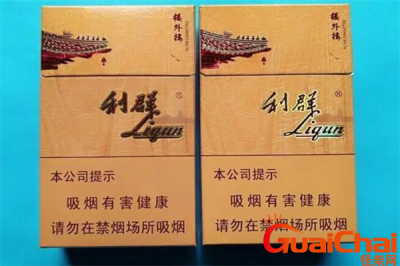 楼外楼
利群®
Liqun
本公司提示
吸烟有害健康
请勿在禁烟场所吸烟
楼外楼
利群®
Liqun
本公司提示
吸烟有害健康
请勿在禁烟场所吸烟
GuaiChai